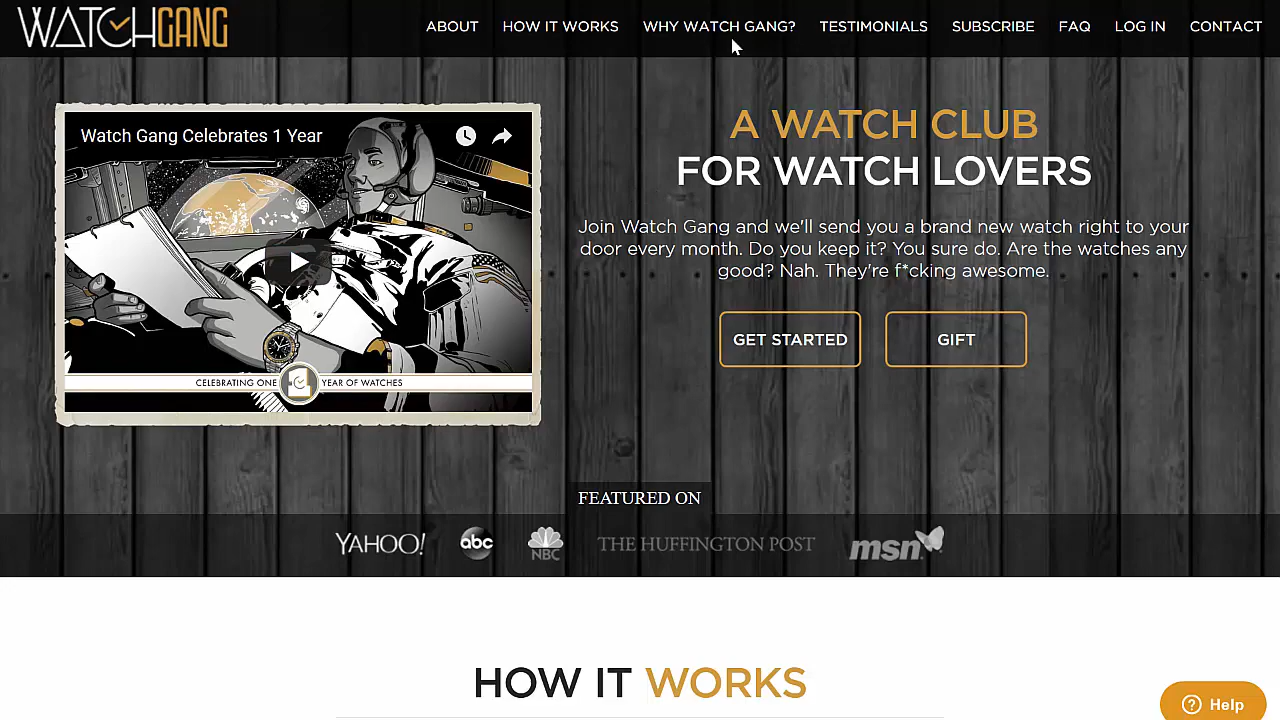 WATCHGANG
ABOUT
HOW IT WORKS
WHY WATCH GANG?
TESTIMONIALS
SUBSCRIBE
FAQ
LOG IN
CONTACT
Watch Gang Celebrates 1 Year
CELEBRATING ONE YEAR OF WATCHES
A WATCH CLUB
FOR WATCH LOVERS
Join Watch Gang and we'll send you a brand new watch right to your
door every month. Do you keep it? You sure do. Are the watches any
good? Nah. They're f*cking awesome.
GET STARTED
GIFT
FEATURED ON
YAHOO!
abc
NBC
THE HUFFINGTON POST
msn
HOW IT WORKS
Help